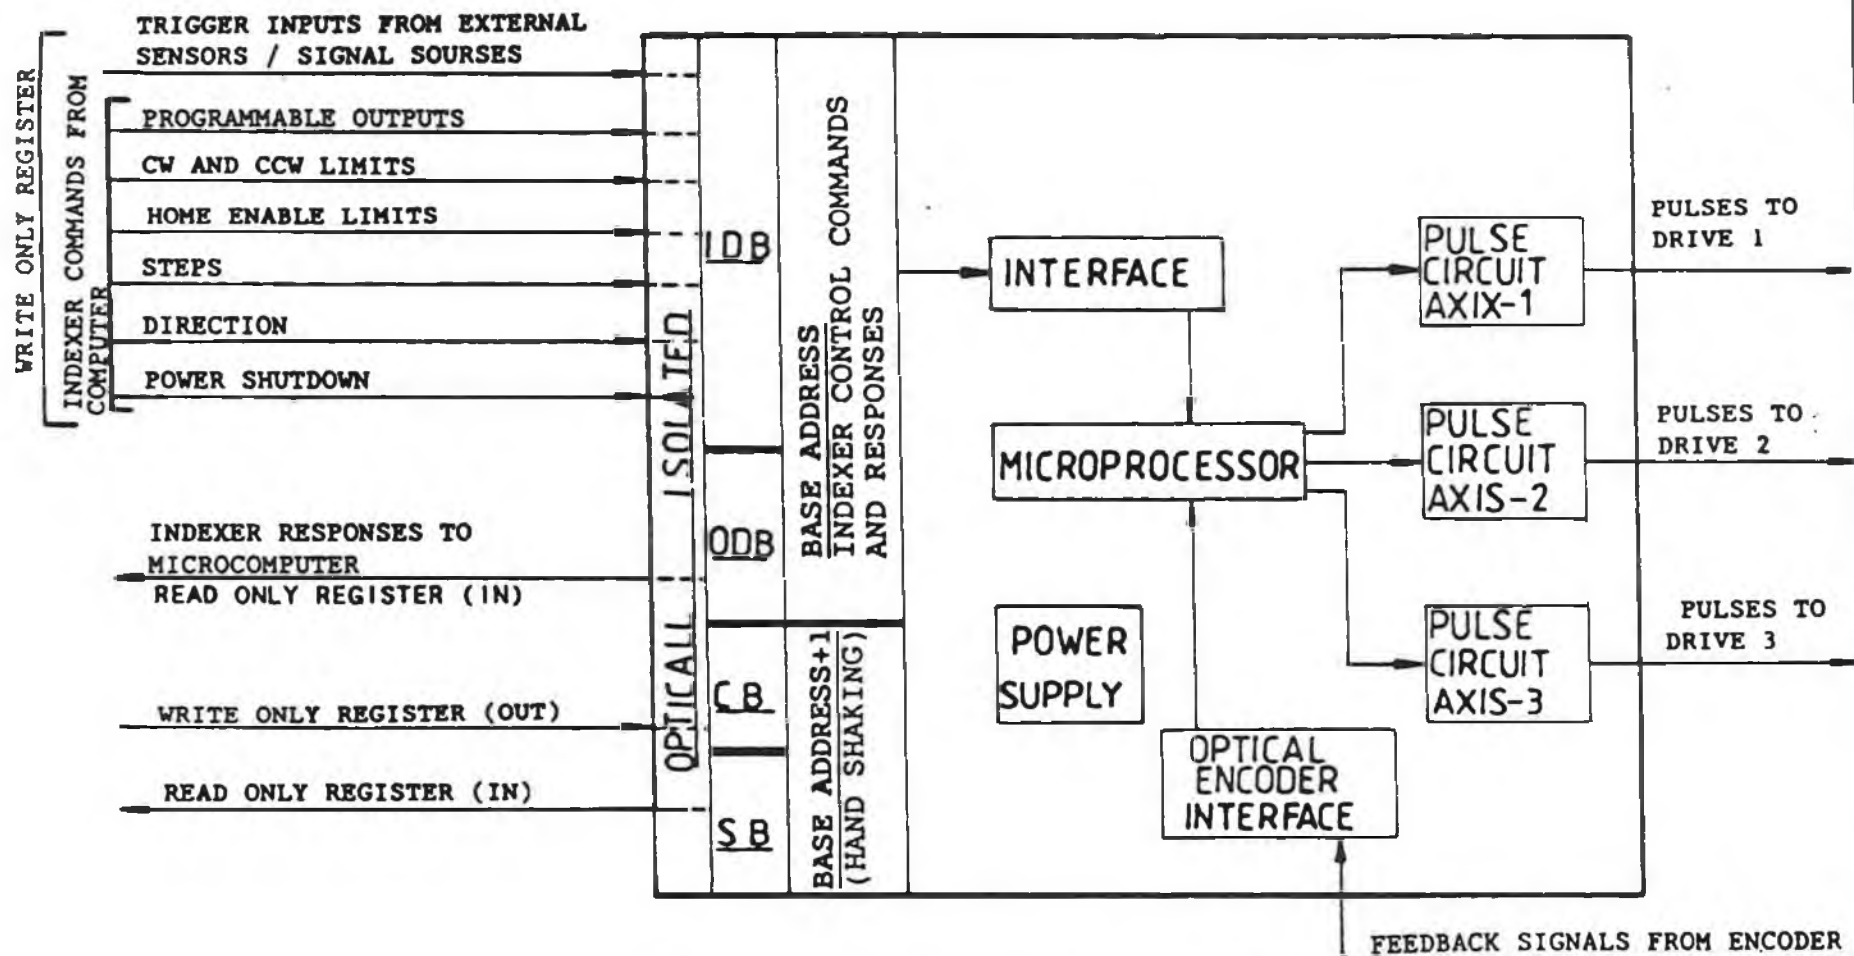 WRITE ONLY REGISTER
INDEXER COMMANDS FROM
COMPUTER
TRIGGER INPUTS FROM EXTERNAL
SENSORS / SIGNAL SOURSES
PROGRAMMABLE OUTPUTS
CW AND CCW LIMITS
HOME ENABLE LIMITS
STEPS
DIRECTION
POWER SHUTDOWN
INDEXER RESPONSES TO
MICROCOMPUTER
READ ONLY REGISTER (IN)
WRITE ONLY REGISTER (OUT)
READ ONLY REGISTER (IN)
OPTICALL ISOLATED
IDB
ODB
CB
SB
BASE ADDRESS
INDEXER CONTROL COMMANDS
AND RESPONSES
BASE ADDRESS+1
(HAND SHAKING)
INTERFACE
MICROPROCESSOR
POWER
SUPPLY
OPTICAL
ENCODER
INTERFACE
PULSE
CIRCUIT
AXIX-1
PULSE
CIRCUIT
AXIS-2
PULSE
CIRCUIT
AXIS-3
PULSES TO
DRIVE 1
PULSES TO
DRIVE 2
PULSES TO
DRIVE 3
FEEDBACK SIGNALS FROM ENCODER